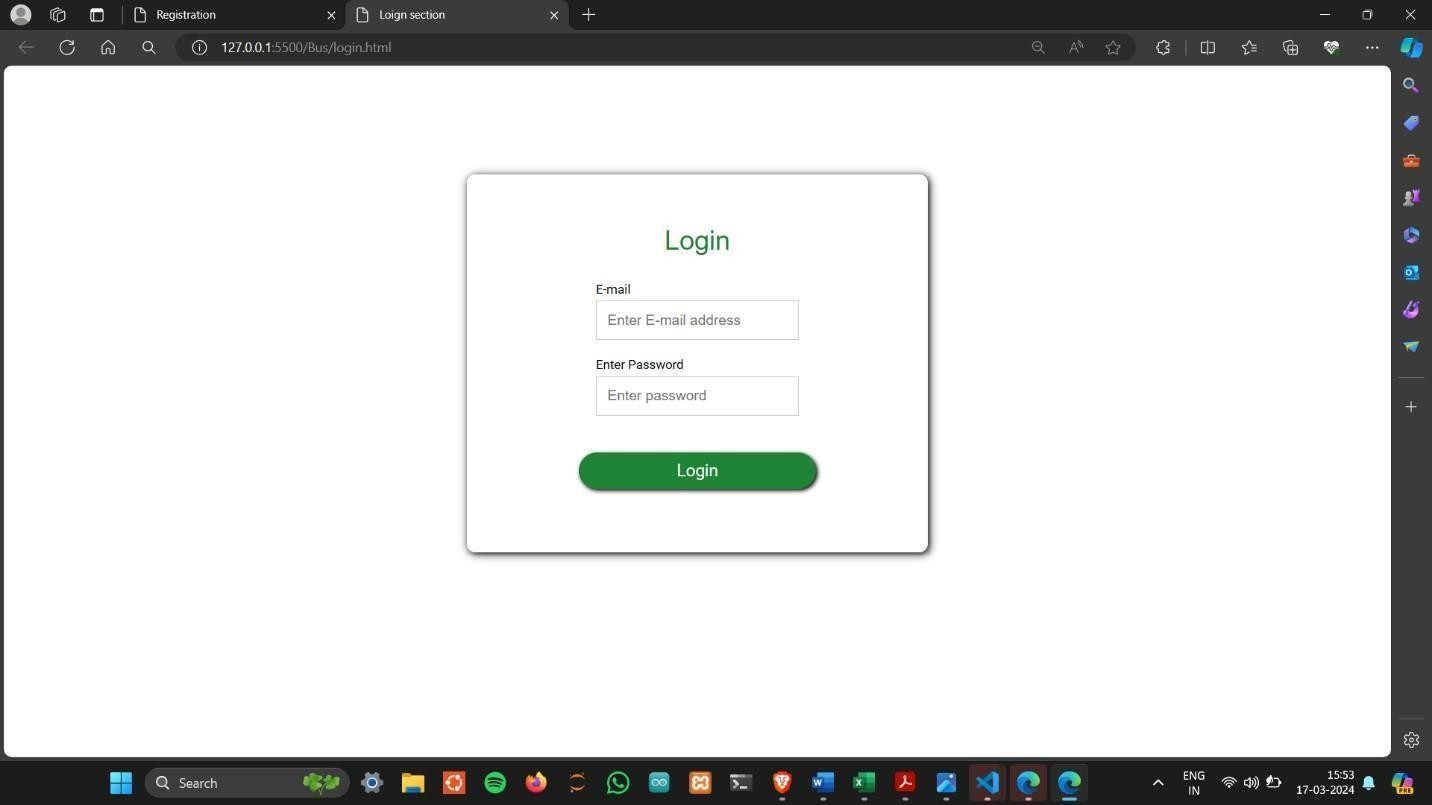 Registration
Loign section
127.0.0.1:5500/Bus/login.html
Login
E-mail
Enter E-mail address
Enter Password
Enter password
Login
Search
ENG
IN
15:53
17-03-2024
PRE